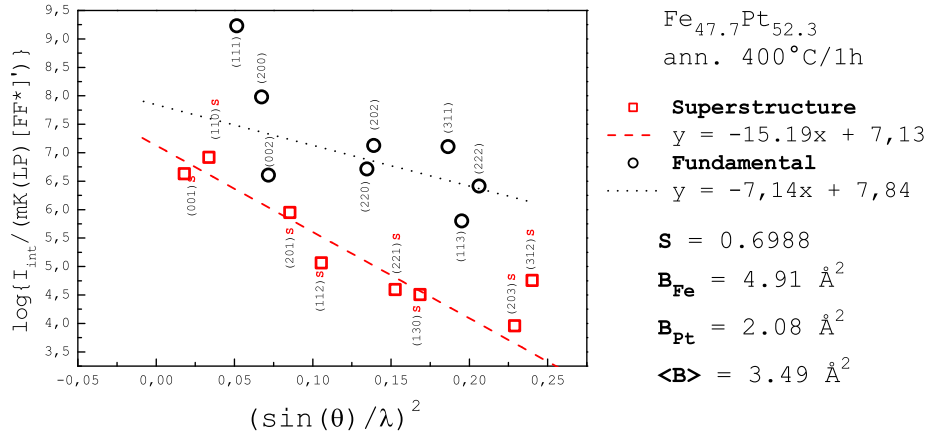 log{I_int/(mK(LP)[FF*]')}
9,5
9,0
8,5
8,0
7,5
7,0
6,5
6,0
5,5
5,0
4,5
4,0
3,5
(111)
(200)
(110)S
(002)
(001)S
(202)
(220)
(311)
(222)
(113)
(201)S
(112)S
(221)S
(130)S
(203)S
(312)S
-0,05
0,00
0,05
0,10
0,15
0,20
0,25
(sin(θ)/λ)²
Fe₄₇.₇Pt₅₂.₃
ann. 400°C/1h
Superstructure
y = -15.19x + 7,13
Fundamental
y = -7,14x + 7,84
S = 0.6988
B_Fe = 4.91 Å²
B_Pt = 2.08 Å²
<B> = 3.49 Å²